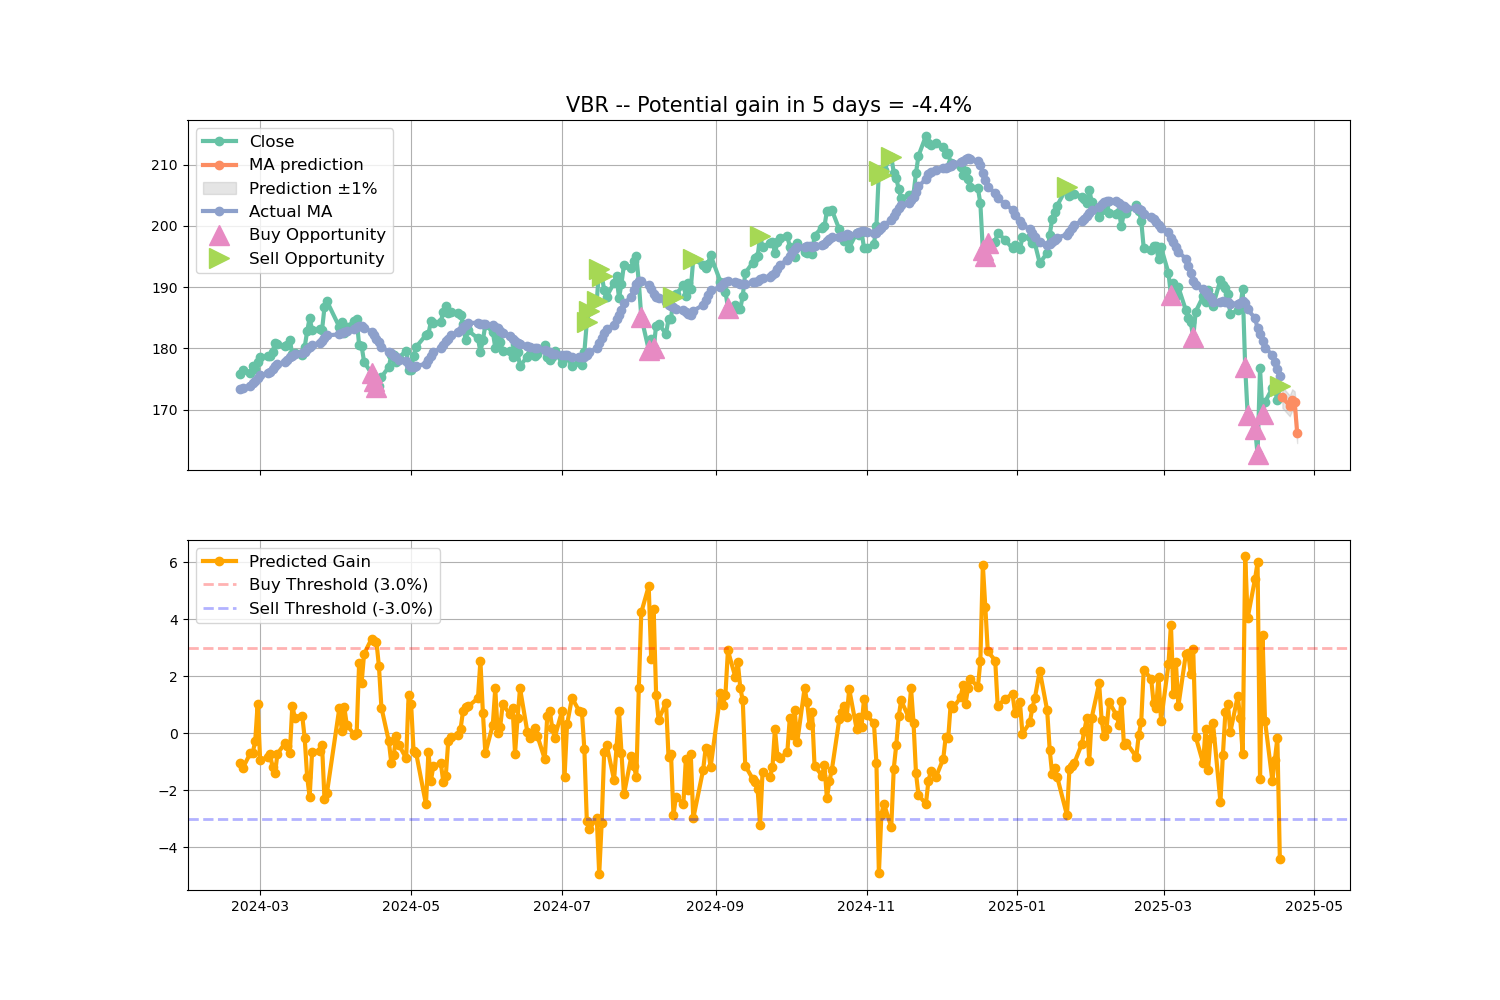 VBR -- Potential gain in 5 days = -4.4%
Close
MA prediction
Prediction ±1%
Actual MA
Buy Opportunity
Sell Opportunity
210
200
190
180
170
Predicted Gain
Buy Threshold (3.0%)
Sell Threshold (-3.0%)
6
4
2
0
−2
−4
2024-03
2024-05
2024-07
2024-09
2024-11
2025-01
2025-03
2025-05